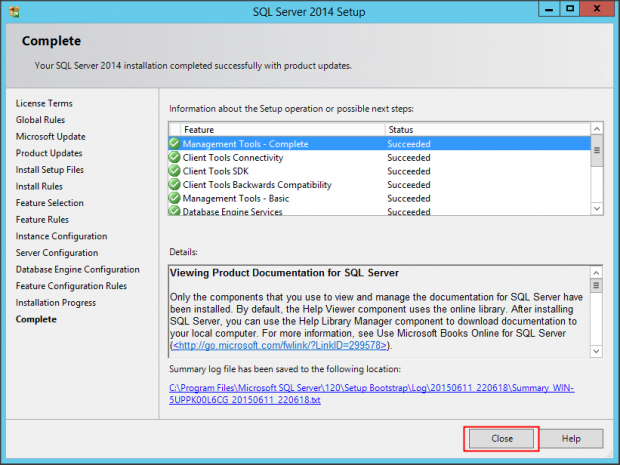 SQL Server 2014 Setup
Complete
Your SQL Server 2014 installation completed successfully with product updates.
License Terms
Global Rules
Microsoft Update
Product Updates
Install Setup Files
Install Rules
Feature Selection
Feature Rules
Instance Configuration
Server Configuration
Database Engine Configuration
Feature Configuration Rules
Installation Progress
Complete
Information about the Setup operation or possible next steps:
Feature Status
Management Tools - Complete Succeeded
Client Tools Connectivity Succeeded
Client Tools SDK Succeeded
Client Tools Backwards Compatibility Succeeded
Management Tools - Basic Succeeded
Database Engine Services Succeeded
Details:
Viewing Product Documentation for SQL Server
Only the components that you use to view and manage the documentation for SQL Server have
been installed. By default, the Help Viewer component uses the online library. After installing
SQL Server, you can use the Help Library Manager component to download documentation to
your local computer. For more information, see Use Microsoft Books Online for SQL Server
(<http://go.microsoft.com/fwlink/?LinkID=299578>).
Summary log file has been saved to the following location:
C:\Program Files\Microsoft SQL Server\120\Setup Bootstrap\Log\20150611_220618\Summary_WIN-
5UPPK00L6CG_20150611_220618.txt
Close Help